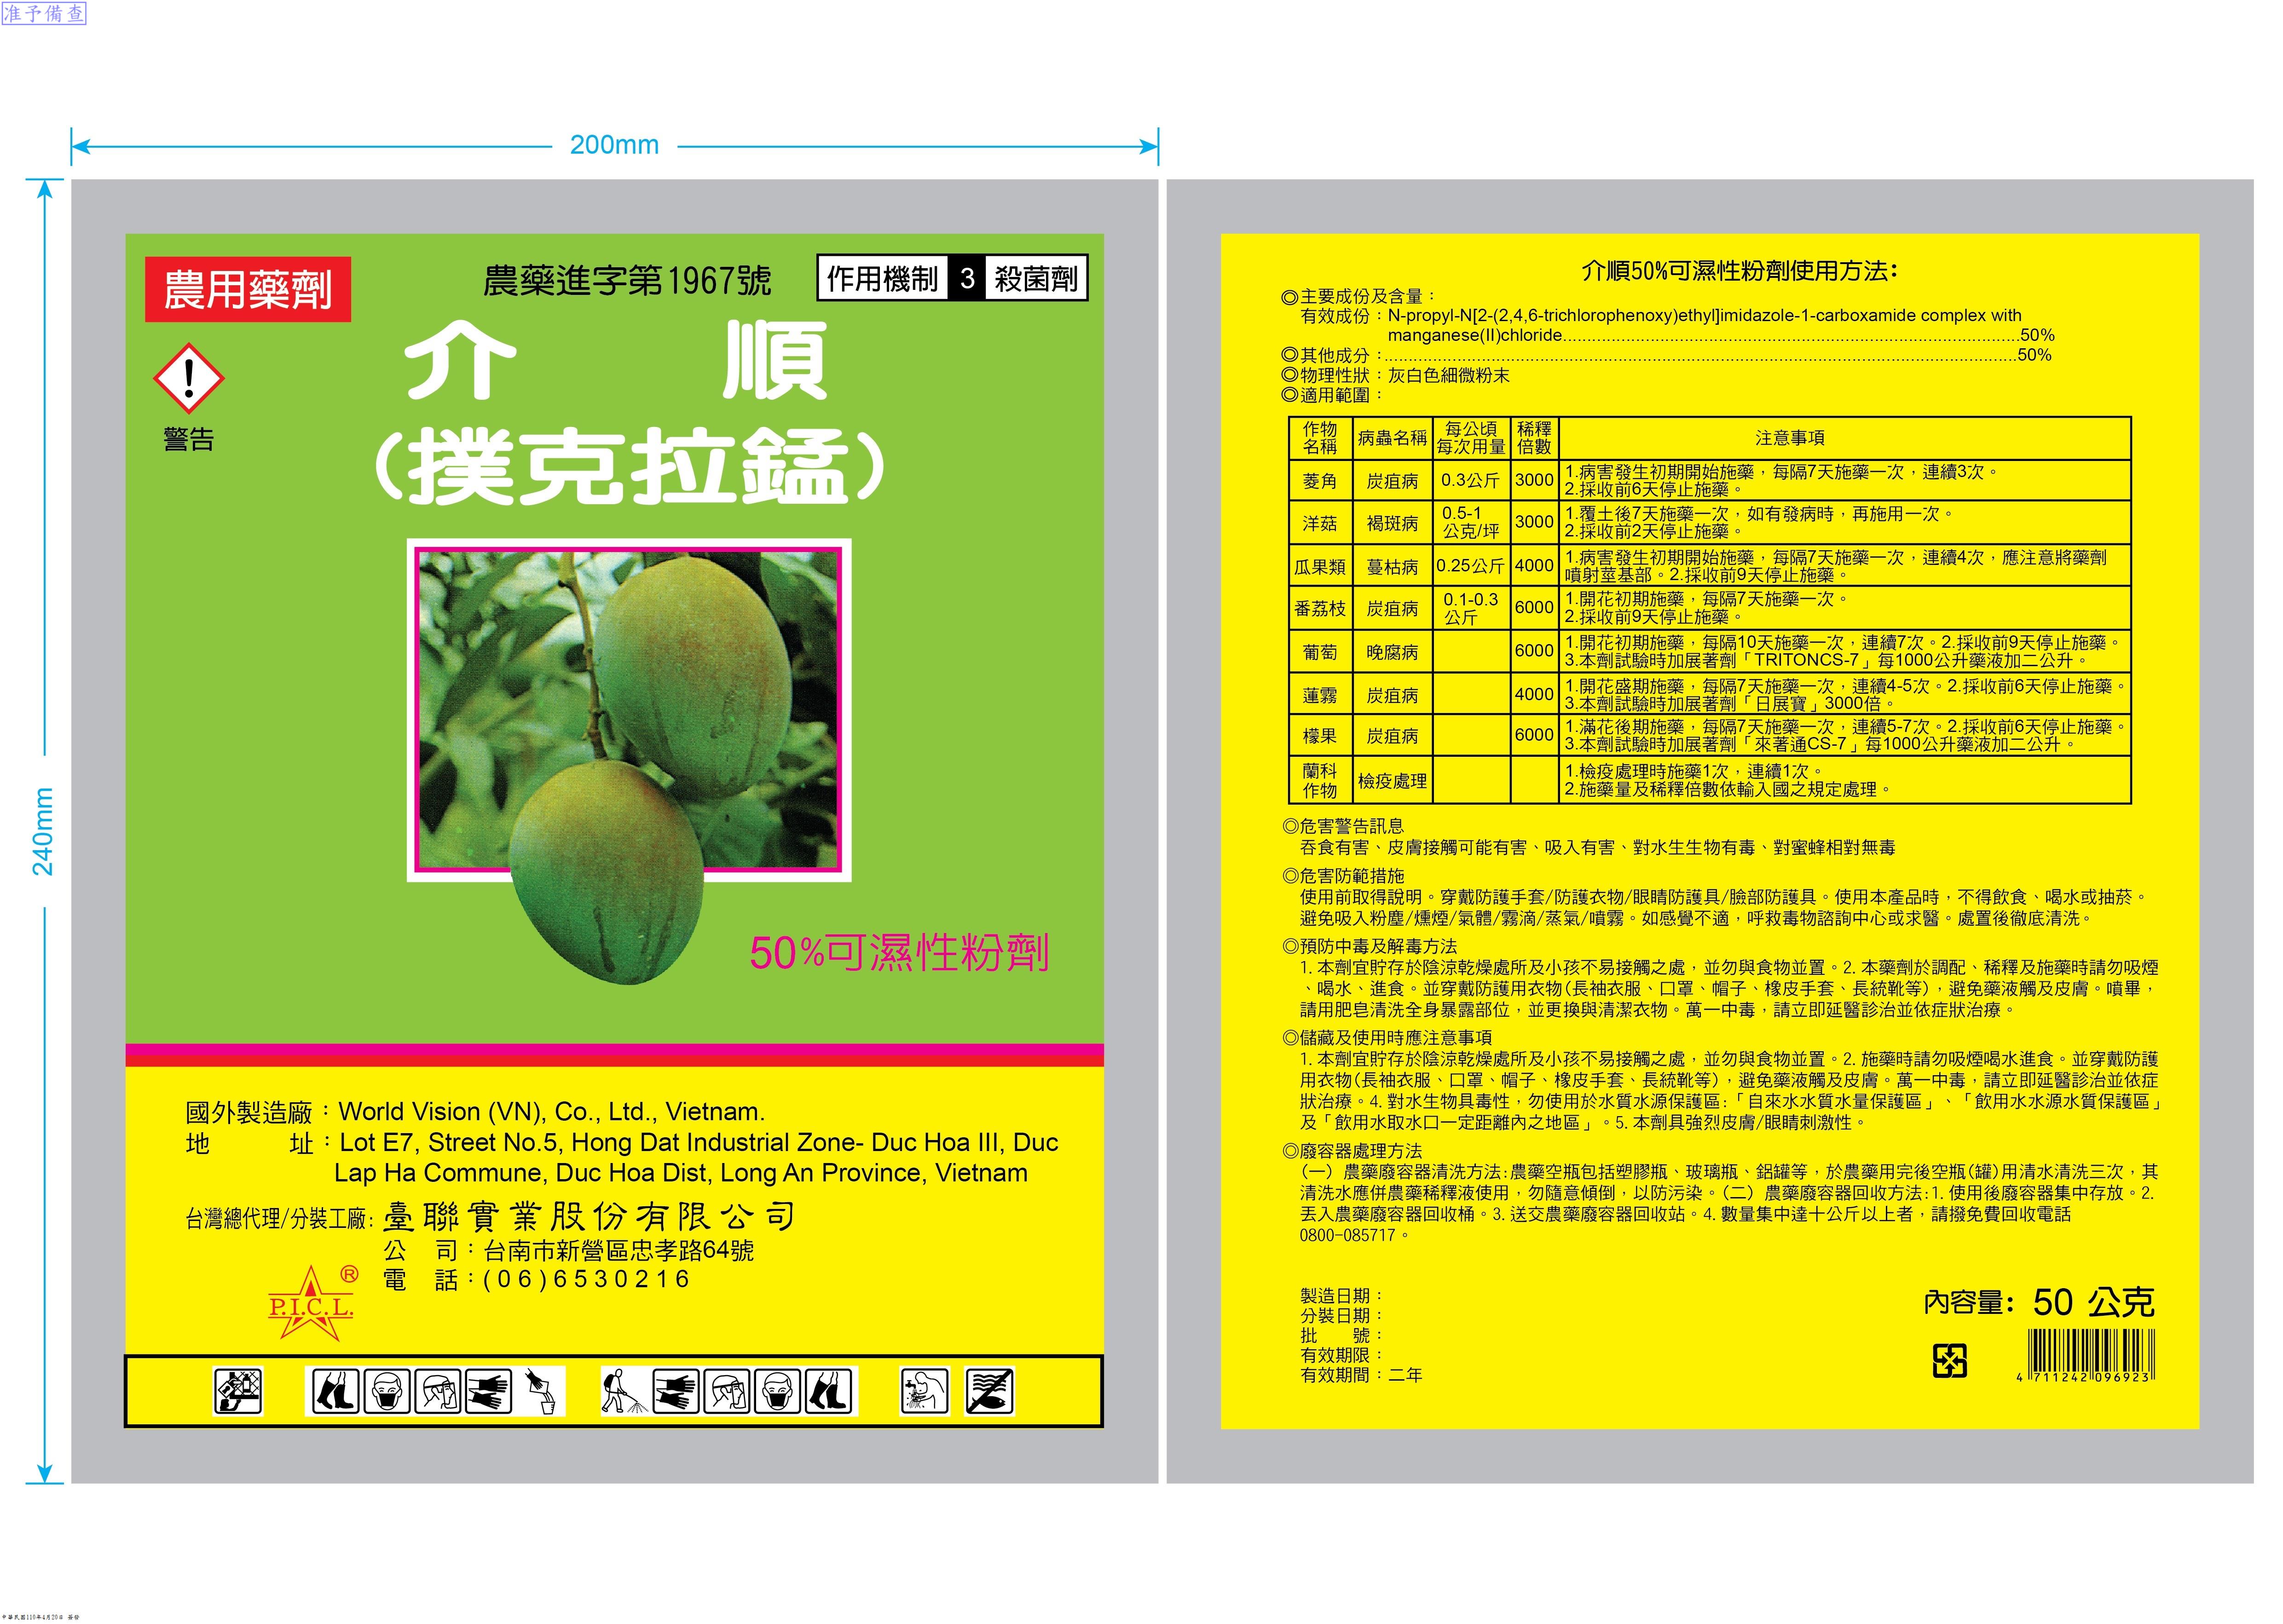 准予備查
200mm
240mm
農用藥劑
農藥進字第1967號
作用機制 3 殺菌劑
警告
介 順
(撲克拉錳)
50%可濕性粉劑
國外製造廠：World Vision (VN), Co., Ltd., Vietnam.
地 址：Lot E7, Street No.5, Hong Dat Industrial Zone- Duc Hoa III, Duc
Lap Ha Commune, Duc Hoa Dist, Long An Province, Vietnam
台灣總代理/分裝工廠: 臺聯實業股份有限公司
公 司：台南市新營區忠孝路64號
電 話：(06)6530216
P.I.C.L.®
介順50%可濕性粉劑使用方法:
◎主要成份及含量：
有效成份：N-propyl-N[2-(2,4,6-trichlorophenoxy)ethyl]imidazole-1-carboxamide complex with
manganese(II)chloride....................50%
◎其他成分：....................50%
◎物理性狀：灰白色細微粉末
◎適用範圍：
作物名稱 病蟲名稱 每公頃每次用量 稀釋倍數 注意事項
菱角 炭疽病 0.3公斤 3000 1.病害發生初期開始施藥，每隔7天施藥一次，連續3次。
2.採收前6天停止施藥。
洋菇 褐斑病 0.5-1公克/坪 3000 1.覆土後7天施藥一次，如有發病時，再施用一次。
2.採收前2天停止施藥。
瓜果類 蔓枯病 0.25公斤 4000 1.病害發生初期開始施藥，每隔7天施藥一次，連續4次，應注意將藥劑
噴射莖基部。2.採收前9天停止施藥。
番荔枝 炭疽病 0.1-0.3公斤 6000 1.開花初期施藥，每隔7天施藥一次。
2.採收前9天停止施藥。
葡萄 晚腐病 6000 1.開花初期施藥，每隔10天施藥一次，連續7次。2.採收前9天停止施藥。
3.本劑試驗時加展著劑「TRITONCS-7」每1000公升藥液加二公升。
蓮霧 炭疽病 4000 1.開花盛期施藥，每隔7天施藥一次，連續4-5次。2.採收前6天停止施藥。
3.本劑試驗時加展著劑「日展寶」3000倍。
檬果 炭疽病 6000 1.滿花後期施藥，每隔7天施藥一次，連續5-7次。2.採收前6天停止施藥。
3.本劑試驗時加展著劑「來著通CS-7」每1000公升藥液加二公升。
蘭科作物 檢疫處理 1.檢疫處理時施藥1次，連續1次。
2.施藥量及稀釋倍數依輸入國之規定處理。
◎危害警告訊息
吞食有害、皮膚接觸可能有害、吸入有害、對水生生物有毒、對蜜蜂相對無毒
◎危害防範措施
使用前取得說明。穿戴防護手套/防護衣物/眼睛防護具/臉部防護具。使用本產品時，不得飲食、喝水或抽菸。
避免吸入粉塵/燻煙/氣體/霧滴/蒸氣/噴霧。如感覺不適，呼救毒物諮詢中心或求醫。處置後徹底清洗。
◎預防中毒及解毒方法
1. 本劑宜貯存於陰涼乾燥處所及小孩不易接觸之處，並勿與食物並置。2. 本藥劑於調配、稀釋及施藥時請勿吸煙
、喝水、進食。並穿戴防護用衣物(長袖衣服、口罩、帽子、橡皮手套、長統靴等)，避免藥液觸及皮膚。噴畢，
請用肥皂清洗全身暴露部位，並更換與清潔衣物。萬一中毒，請立即延醫診治並依症狀治療。
◎儲藏及使用時應注意事項
1. 本劑宜貯存於陰涼乾燥處所及小孩不易接觸之處，並勿與食物並置。2. 施藥時請勿吸煙喝水進食。並穿戴防護
用衣物(長袖衣服、口罩、帽子、橡皮手套、長統靴等)，避免藥液觸及皮膚。萬一中毒，請立即延醫診治並依症
狀治療。4. 對水生物具毒性，勿使用於水質水源保護區:「自來水水質水量保護區」、「飲用水水源水質保護區」
及「飲用水取水口一定距離內之地區」。5. 本劑具強烈皮膚/眼睛刺激性。
◎廢容器處理方法
(一) 農藥廢容器清洗方法:農藥空瓶包括塑膠瓶、玻璃瓶、鋁罐等，於農藥用完後空瓶(罐)用清水清洗三次，其
清洗水應併農藥稀釋液使用，勿隨意傾倒，以防污染。(二) 農藥廢容器回收方法:1. 使用後廢容器集中存放。2.
丟入農藥廢容器回收桶。3. 送交農藥廢容器回收站。4. 數量集中達十公斤以上者，請撥免費回收電話
0800-085717。
製造日期：
分裝日期：
批 號：
有效期限：
有效期間：二年
內容量: 50 公克
4 711242 096923
中華民國110年4月20日 簽發